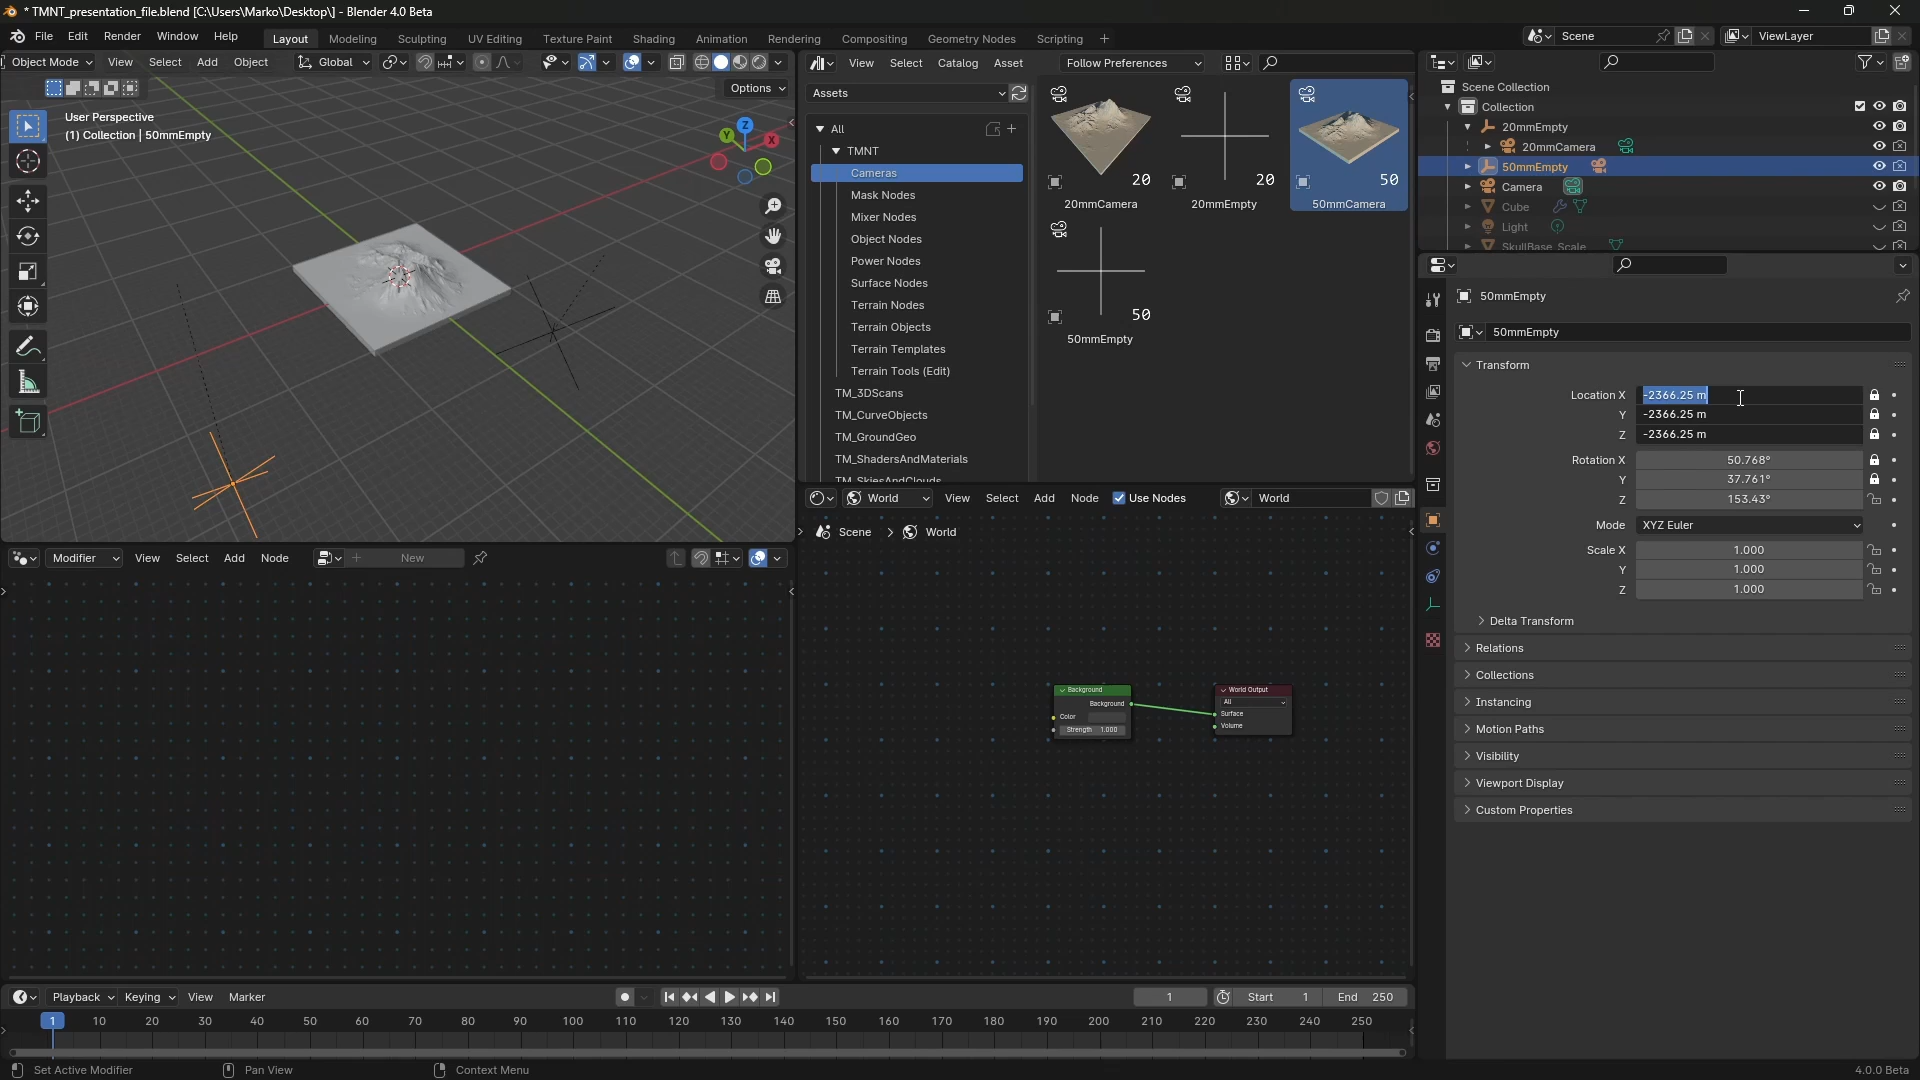 * TMNT_presentation_file.blend [C:\Users\Marko\Desktop\] - Blender 4.0 Beta
File Edit Render Window Help Layout Modeling Sculpting UV Editing Texture Paint Shading Animation Rendering Compositing Geometry Nodes Scripting + Scene ViewLayer
Object Mode View Select Add Object Global
Options
User Perspective
(1) Collection | 50mmEmpty
Z
Y
X
View Select Catalog Asset Follow Preferences
Assets
All
TMNT
Cameras
Mask Nodes
Mixer Nodes
Object Nodes
Power Nodes
Surface Nodes
Terrain Nodes
Terrain Objects
Terrain Templates
Terrain Tools (Edit)
TM_3DScans
TM_CurveObjects
TM_GroundGeo
TM_ShadersAndMaterials
TM_SkiesAndClouds
20
20mmCamera
20
20mmEmpty
50
50mmCamera
50
50mmEmpty
Scene Collection
Collection
20mmEmpty
20mmCamera
50mmEmpty
Camera
Cube
Light
SkullBase_Scale
50mmEmpty
50mmEmpty
Transform
Location X -2366.25 m
Y -2366.25 m
Z -2366.25 m
Rotation X 50.768°
Y 37.761°
Z 153.43°
Mode XYZ Euler
Scale X 1.000
Y 1.000
Z 1.000
Delta Transform
Relations
Collections
Instancing
Motion Paths
Visibility
Viewport Display
Custom Properties
World View Select Add Node Use Nodes World
Scene > World
Background
Background
Color
Strength 1.000
World Output
All
Surface
Volume
Modifier View Select Add Node + New
Playback Keying View Marker 1 Start 1 End 250
1 10 20 30 40 50 60 70 80 90 100 110 120 130 140 150 160 170 180 190 200 210 220 230 240 250
Set Active Modifier Pan View Context Menu 4.0.0 Beta